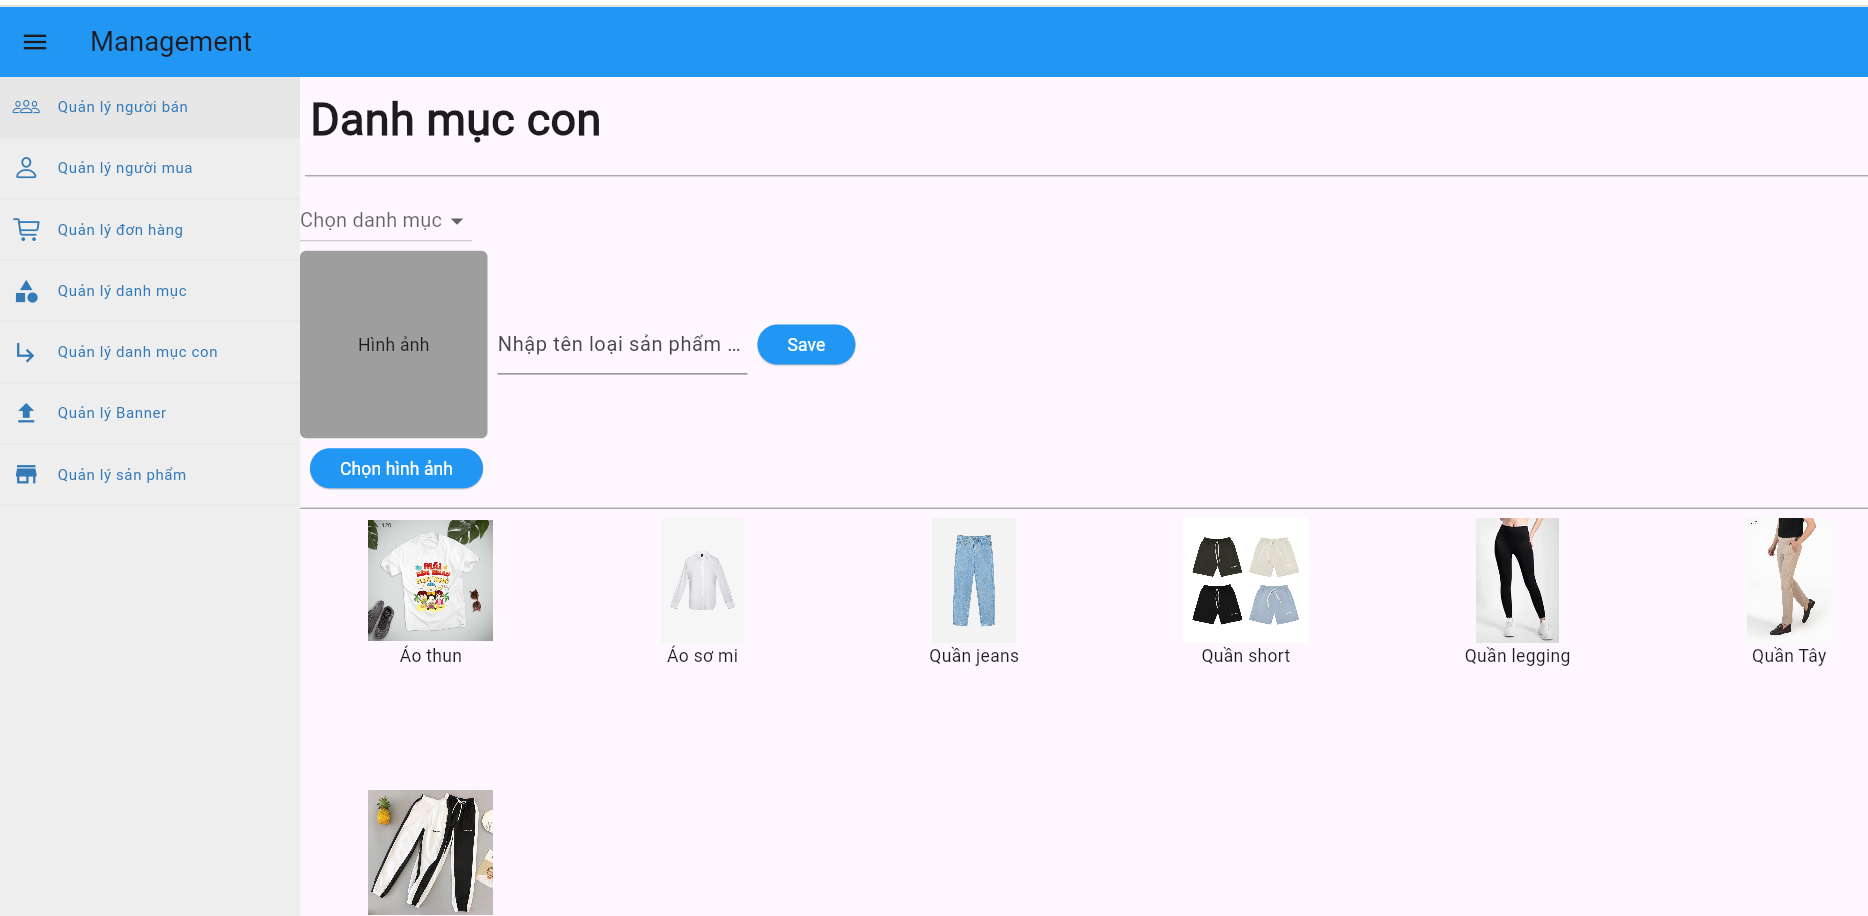 Management
Quản lý người bán
Quản lý người mua
Quản lý đơn hàng
Quản lý danh mục
Quản lý danh mục con
Quản lý Banner
Quản lý sản phẩm
Danh mục con
Chọn danh mục
Hình ảnh
Nhập tên loại sản phẩm ...
Save
Chọn hình ảnh
120
Áo thun
Áo sơ mi
Quần jeans
Quần short
Quần legging
Quần Tây